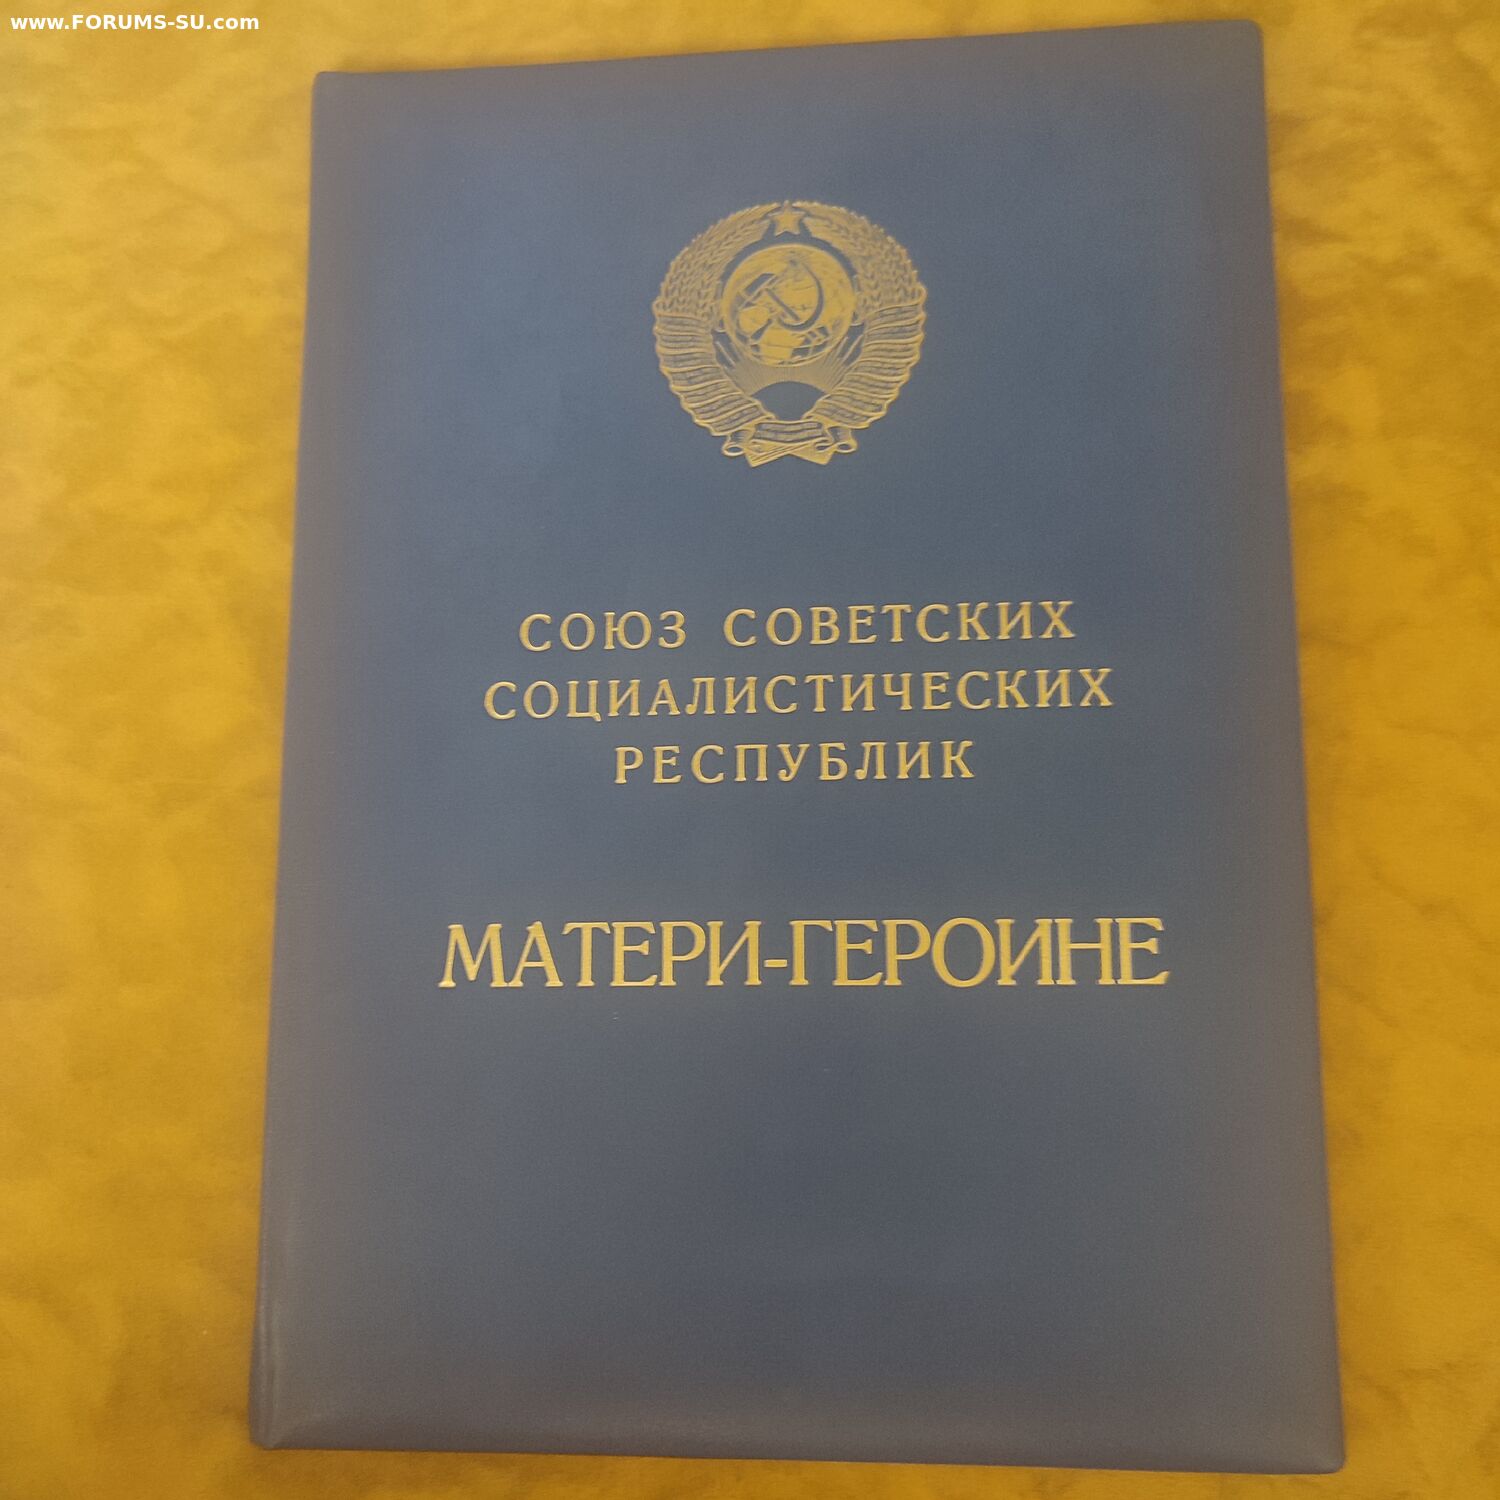 www.FORUMS-SU.com
СОЮЗ СОВЕТСКИХ
СОЦИАЛИСТИЧЕСКИХ
РЕСПУБЛИК
МАТЕРИ-ГЕРОИНЕ